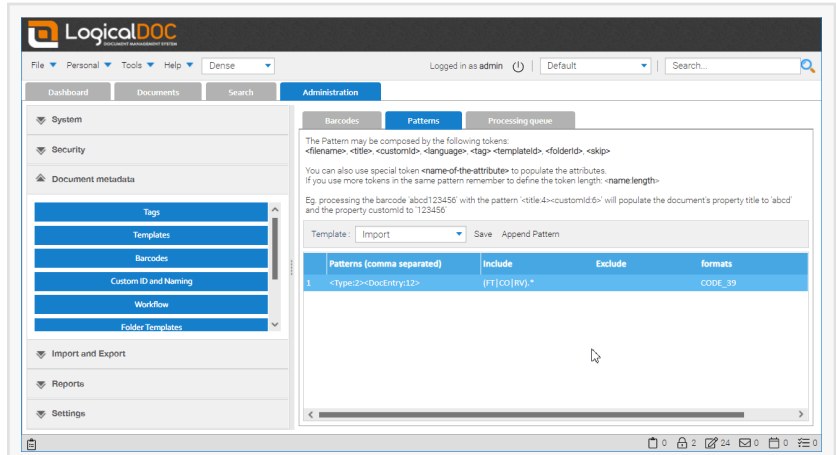 LogicalDOC
DOCUMENT MANAGEMENT SYSTEM
File Personal Tools Help Dense Logged in as admin Default Search...
Dashboard Documents Search Administration
System
Security
Document metadata
Tags
Templates
Barcodes
Custom ID and Naming
Workflow
Folder Templates
Import and Export
Reports
Settings
Barcodes Patterns Processing queue
The Pattern may be composed by the following tokens:
<filename>, <title>, <customId>, <language>, <tag> <templateId>, <folderId>, <skip>
You can also use special token <name-of-the-attribute> to populate the attributes.
If you use more tokens in the same pattern remember to define the token length: <name:length>
Eg. processing the barcode 'abcd123456' with the pattern '<title:4><customId:6>' will populate the document's property title to 'abcd'
and the property customId to '123456'
Template: Import Save Append Pattern
Patterns (comma separated) Include Exclude formats
1 <Type:2><DocEntry:12> (FT|CO|RV).* CODE_39
0 2 24 0 0 0